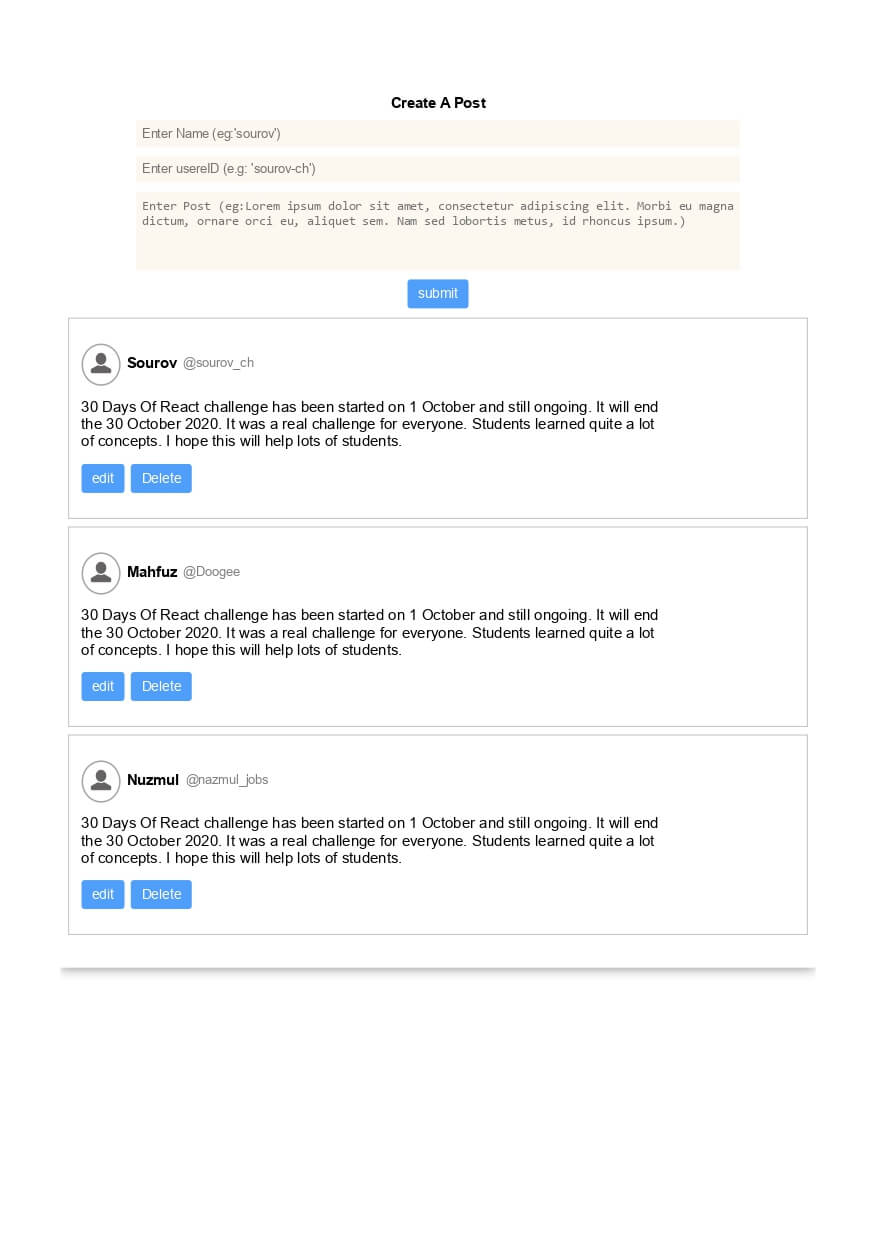 Create A Post
Enter Name (eg:'sourov')
Enter usereID (e.g: 'sourov-ch')
Enter Post (eg:Lorem ipsum dolor sit amet, consectetur adipiscing elit. Morbi eu magna
dictum, ornare orci eu, aliquet sem. Nam sed lobortis metus, id rhoncus ipsum.)
submit
Sourov @sourov_ch
30 Days Of React challenge has been started on 1 October and still ongoing. It will end
the 30 October 2020. It was a real challenge for everyone. Students learned quite a lot
of concepts. I hope this will help lots of students.
edit Delete
Mahfuz @Doogee
30 Days Of React challenge has been started on 1 October and still ongoing. It will end
the 30 October 2020. It was a real challenge for everyone. Students learned quite a lot
of concepts. I hope this will help lots of students.
edit Delete
Nuzmul @nazmul_jobs
30 Days Of React challenge has been started on 1 October and still ongoing. It will end
the 30 October 2020. It was a real challenge for everyone. Students learned quite a lot
of concepts. I hope this will help lots of students.
edit Delete